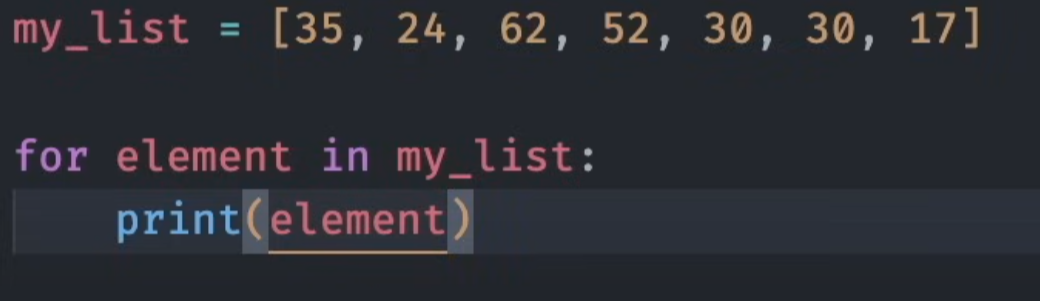 my_list = [35, 24, 62, 52, 30, 30, 17]
for element in my_list:
    print(element)